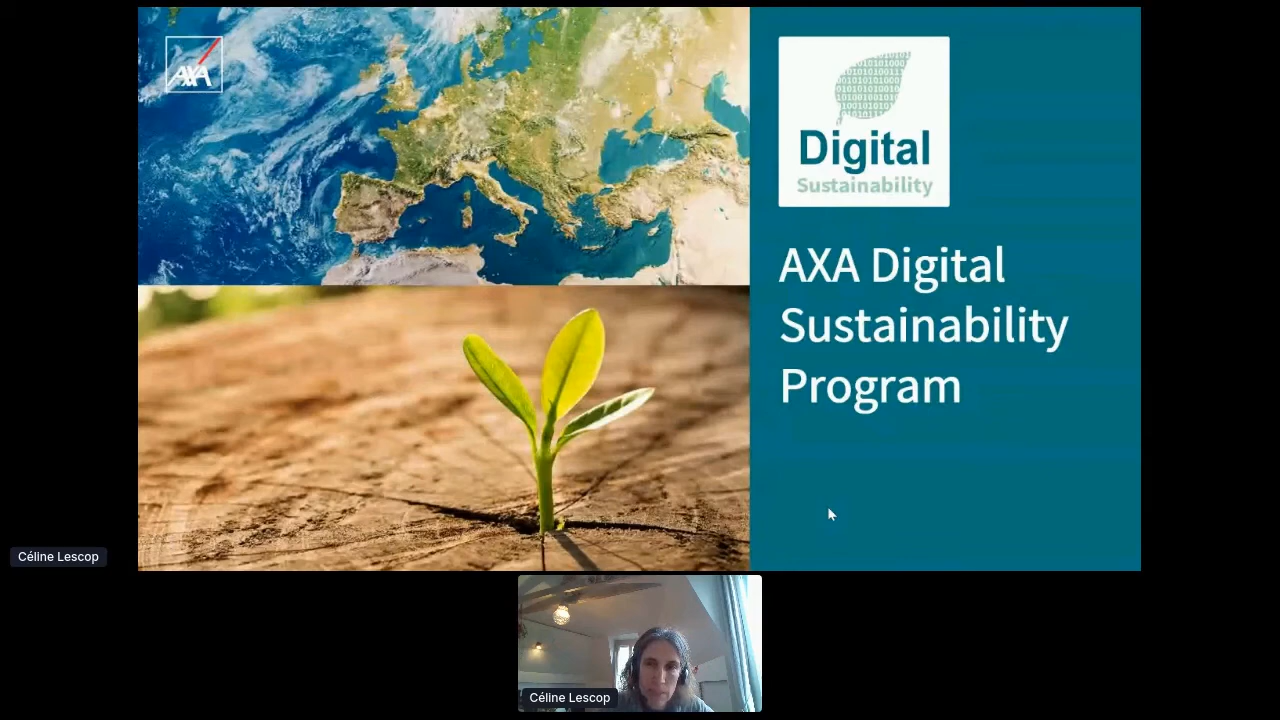 AXA
Digital
Sustainability
AXA Digital
Sustainability
Program
Céline Lescop
Céline Lescop